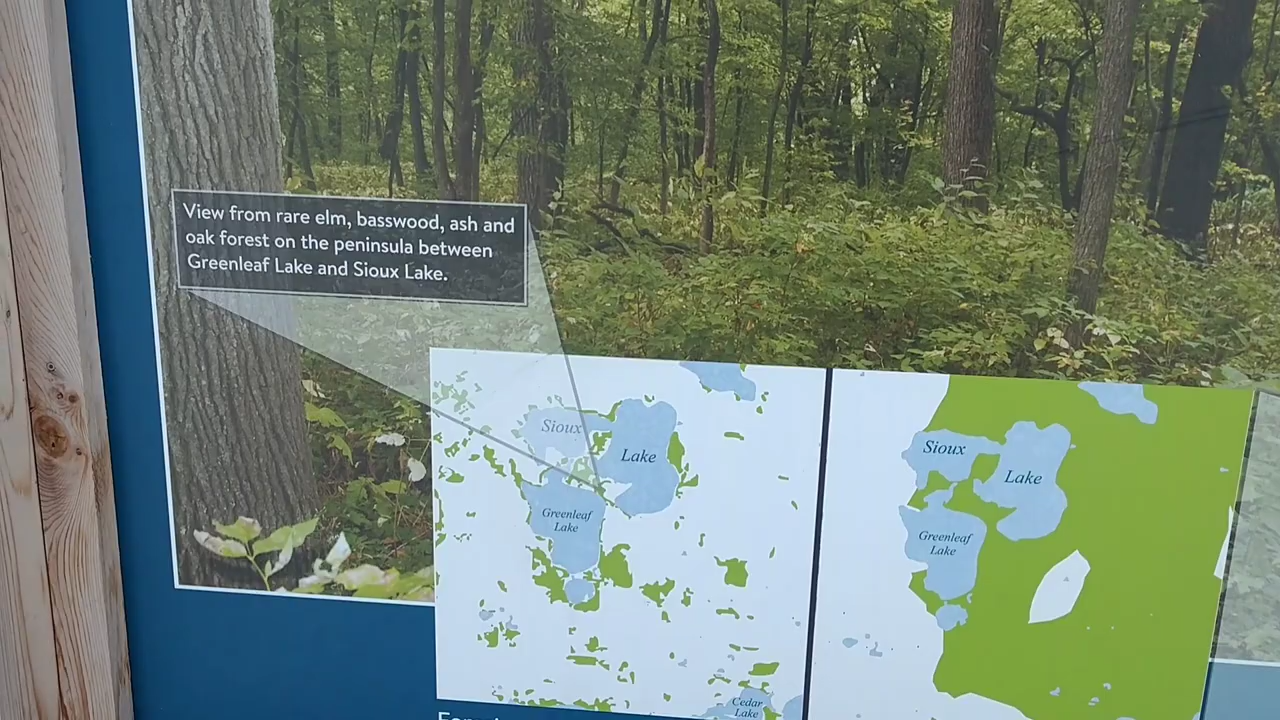 View from rare elm, basswood, ash and
oak forest on the peninsula between
Greenleaf Lake and Sioux Lake.
Sioux
Lake
Greenleaf
Lake
Cedar
Lake
Sioux
Lake
Greenleaf
Lake